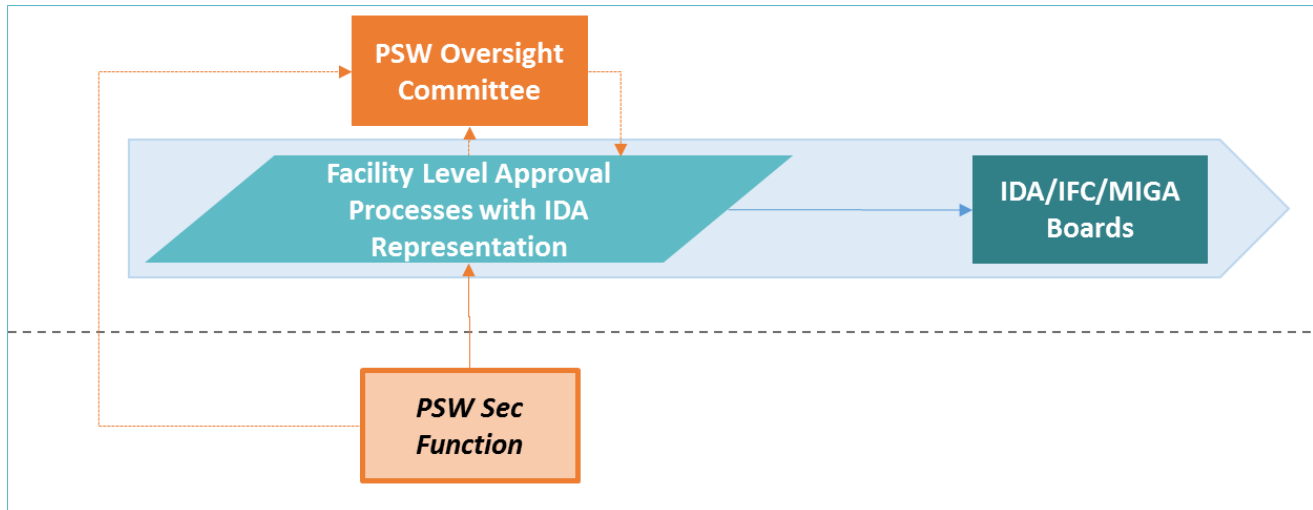 PSW Oversight
Committee
Facility Level Approval
Processes with IDA
Representation
IDA/IFC/MIGA
Boards
PSW Sec
Function